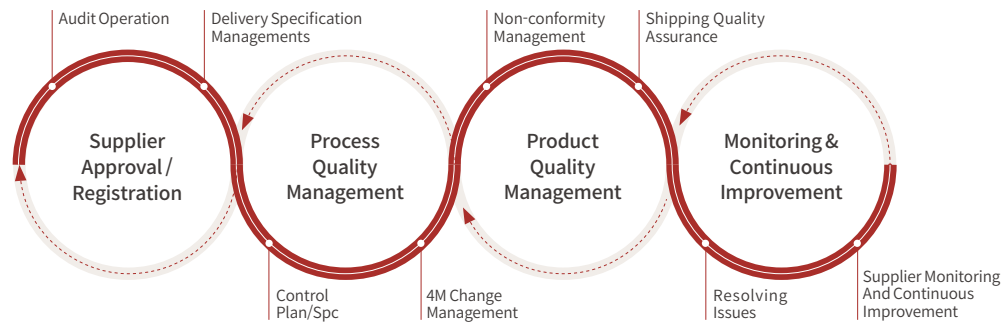 Audit Operation
Delivery Specification
Managements
Non-conformity
Management
Shipping Quality
Assurance
Supplier
Approval /
Registration
Process
Quality
Management
Product
Quality
Management
Monitoring &
Continuous
Improvement
Control
Plan/Spc
4M Change
Management
Resolving
Issues
Supplier Monitoring
And Continuous
Improvement